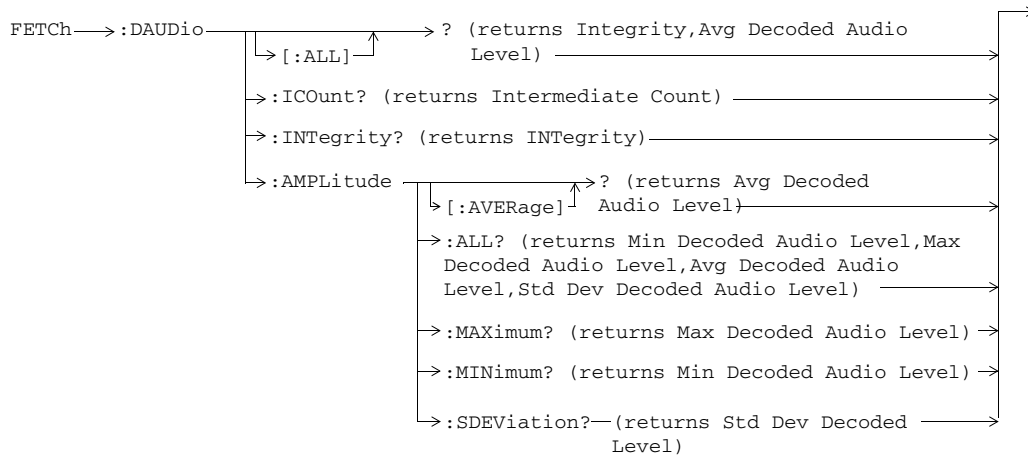 FETCh :DAUDio ? (returns Integrity,Avg Decoded Audio
[:ALL] Level)
:ICOunt? (returns Intermediate Count)
:INTegrity? (returns INTegrity)
:AMPLitude ? (returns Avg Decoded
[:AVERage] Audio Level)
:ALL? (returns Min Decoded Audio Level,Max
Decoded Audio Level,Avg Decoded Audio
Level,Std Dev Decoded Audio Level)
:MAXimum? (returns Max Decoded Audio Level)
:MINimum? (returns Min Decoded Audio Level)
:SDEViation? (returns Std Dev Decoded
Level)